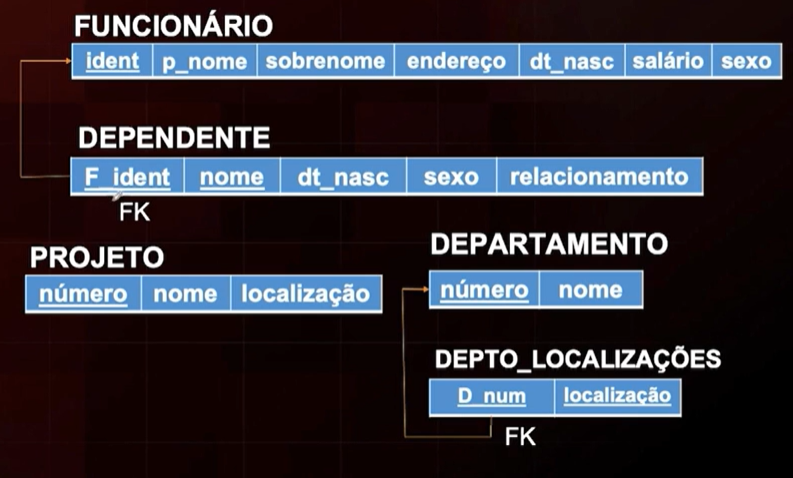 FUNCIONÁRIO
ident p_nome sobrenome endereço dt_nasc salário sexo
DEPENDENTE
F_ident nome dt_nasc sexo relacionamento
FK
PROJETO
número nome localização
DEPARTAMENTO
número nome
DEPTO_LOCALIZAÇÕES
D_num localização
FK